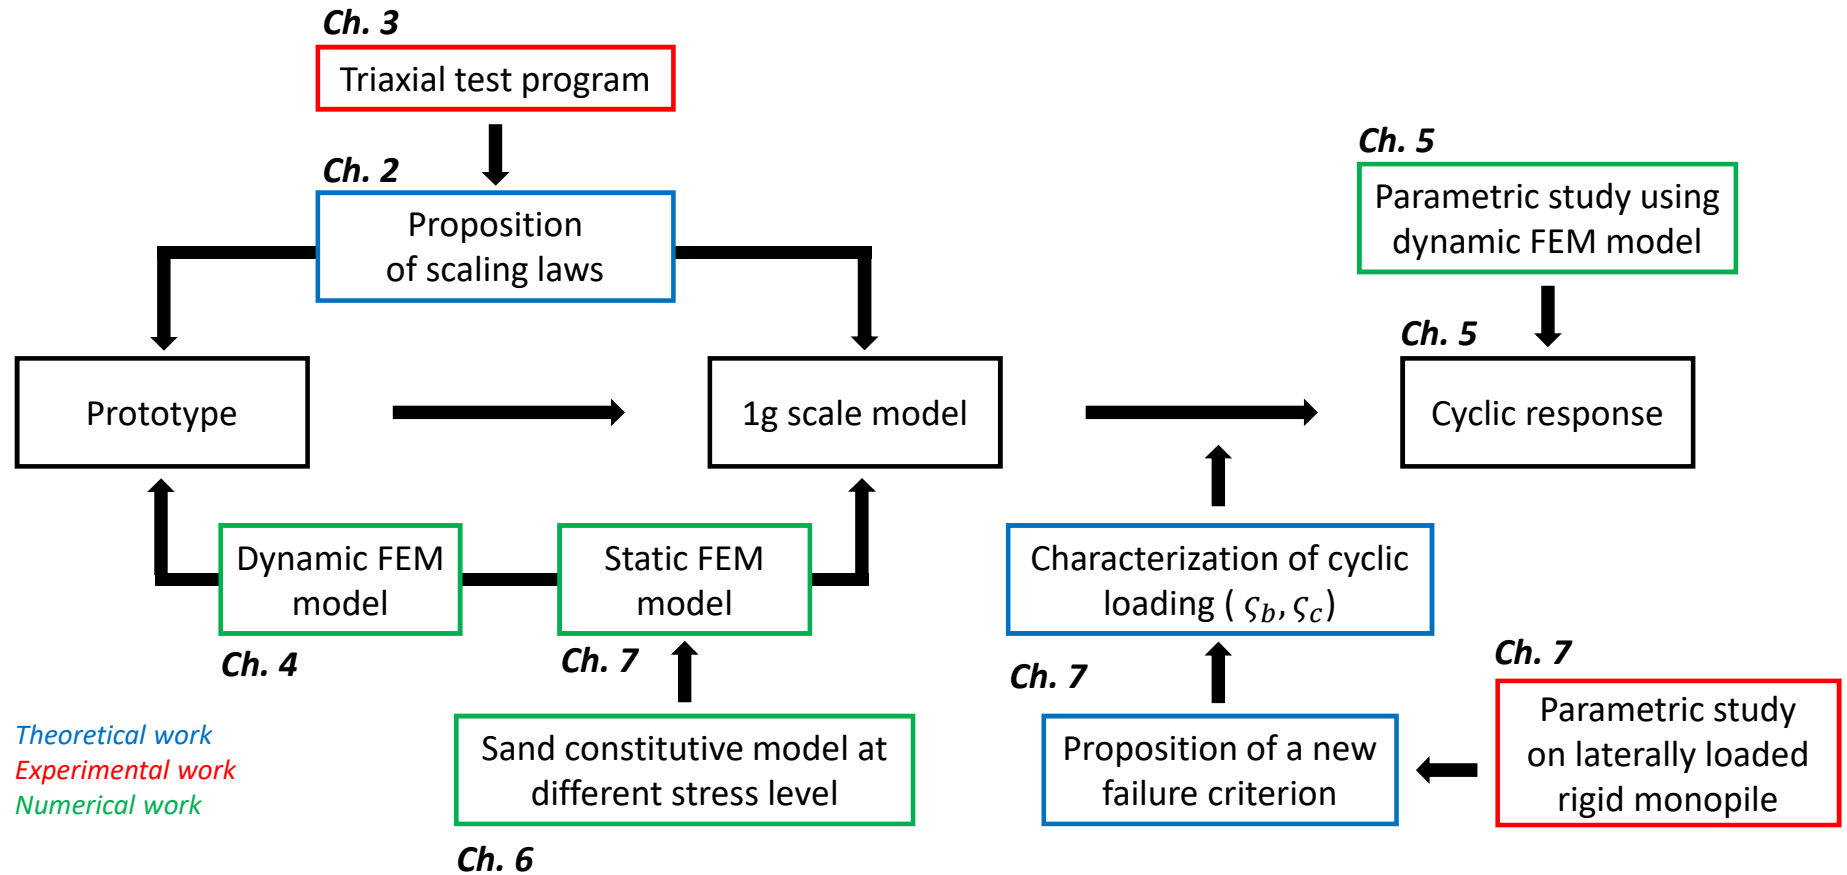 Ch. 3
Triaxial test program
Ch. 2
Proposition
of scaling laws
Ch. 5
Parametric study using
dynamic FEM model
Prototype
1g scale model
Ch. 5
Cyclic response
Dynamic FEM
model
Ch. 4
Static FEM
model
Ch. 7
Characterization of cyclic
loading ( ς_b, ς_c)
Sand constitutive model at
different stress level
Ch. 6
Ch. 7
Proposition of a new
failure criterion
Ch. 7
Parametric study
on laterally loaded
rigid monopile
Theoretical work
Experimental work
Numerical work